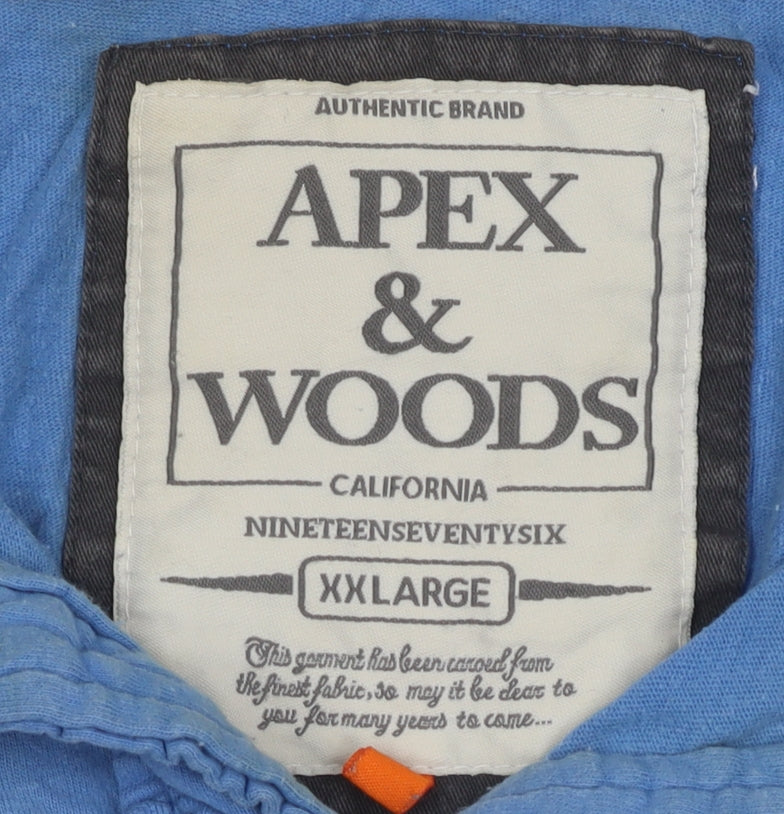 AUTHENTIC BRAND
APEX
&
WOODS
CALIFORNIA
NINETEENSEVENTYSIX
XXLARGE
This garment has been carved from
the finest fabric, so may it be dear to
you for many years to come...